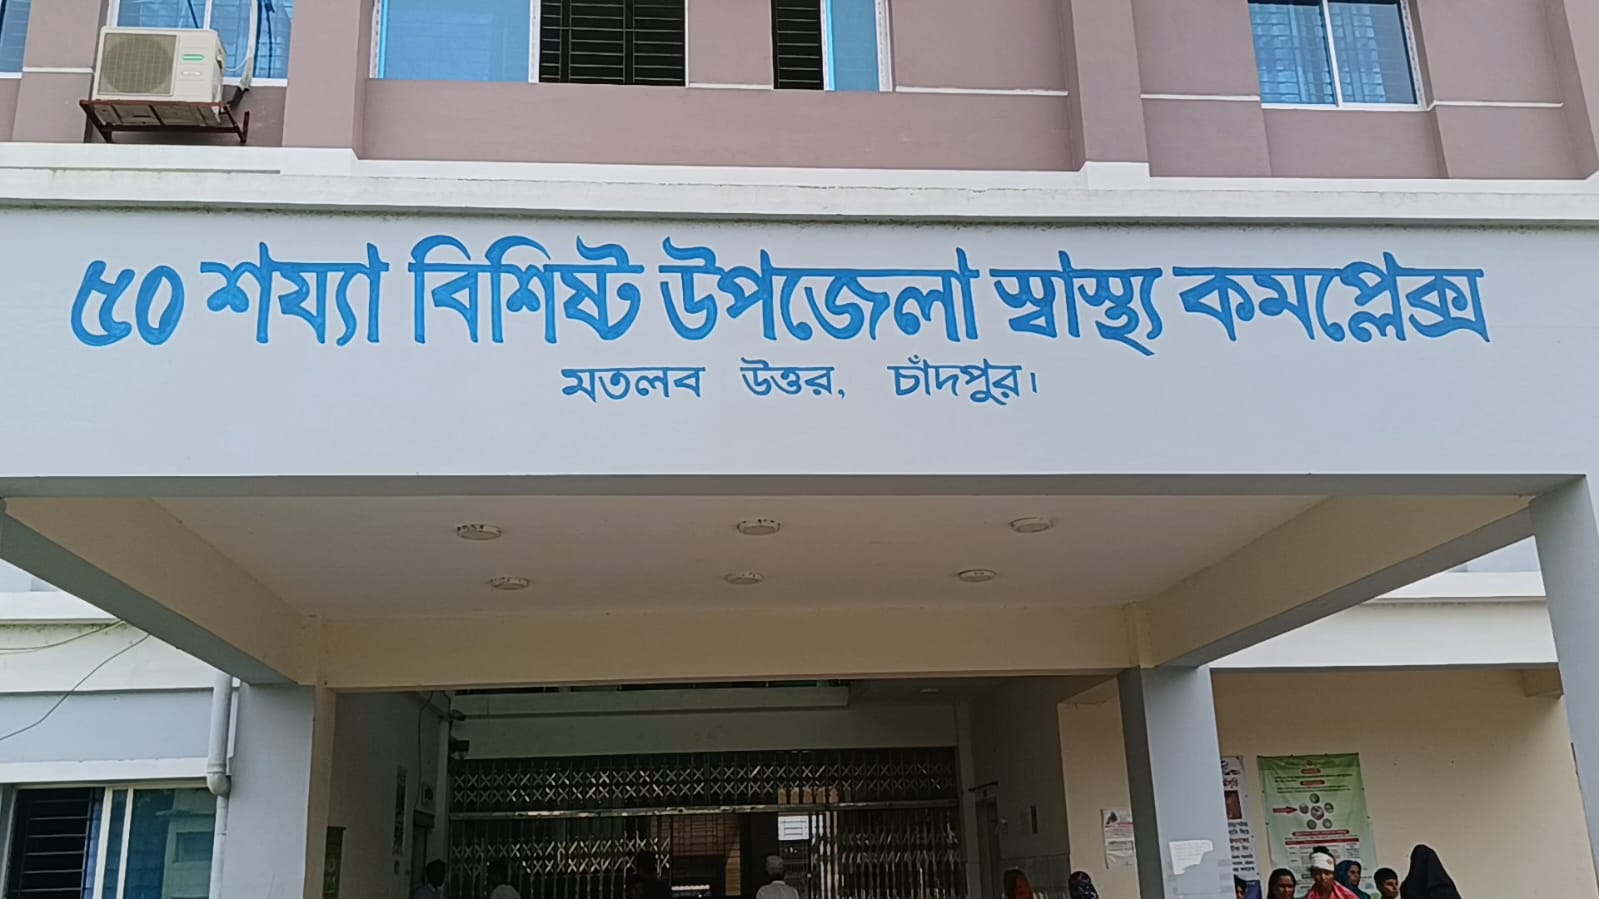 ৫০ শয্যা বিশিষ্ট উপজেলা স্বাস্থ্য কমপ্লেক্স
মতলব উত্তর, চাঁদপুর।